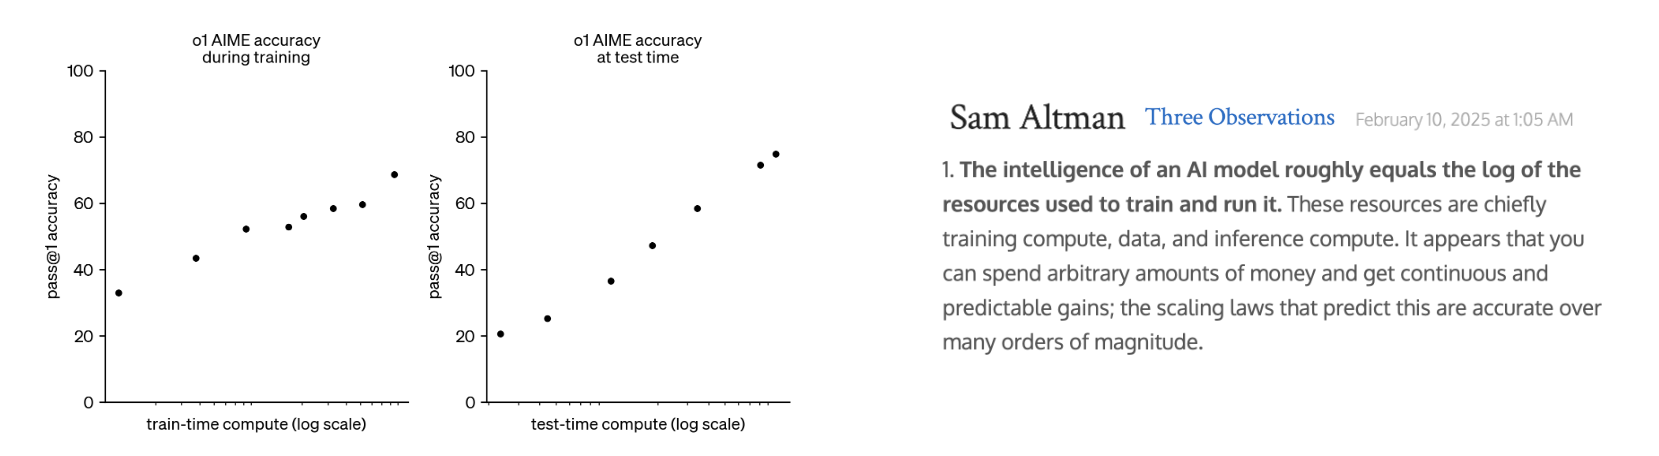 o1 AIME accuracy
during training
100
80
60
40
20
0
pass@1 accuracy
train-time compute (log scale)
o1 AIME accuracy
at test time
100
80
60
40
20
0
pass@1 accuracy
test-time compute (log scale)
Sam Altman Three Observations February 10, 2025 at 1:05 AM
1. The intelligence of an AI model roughly equals the log of the
resources used to train and run it. These resources are chiefly
training compute, data, and inference compute. It appears that you
can spend arbitrary amounts of money and get continuous and
predictable gains; the scaling laws that predict this are accurate over
many orders of magnitude.